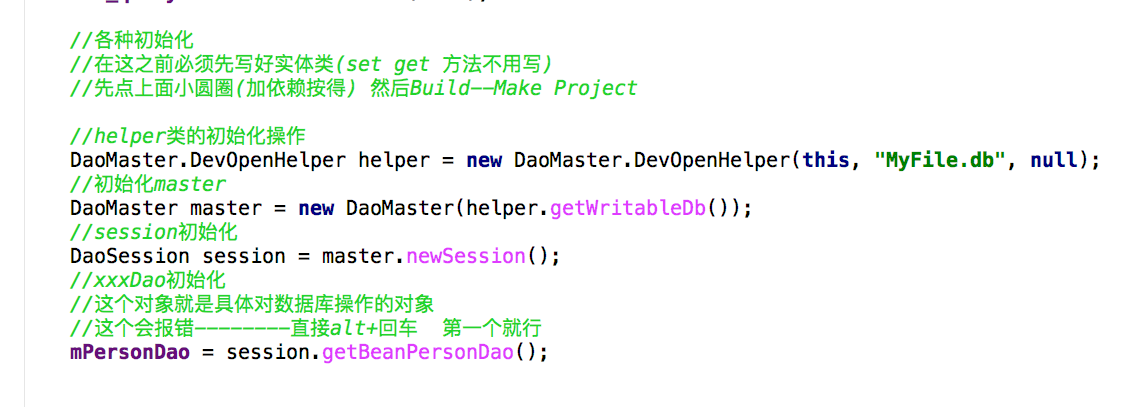 //各种初始化
//在这之前必须先写好实体类(set get 方法不用写)
//先点上面小圆圈(加依赖按得) 然后Build——Make Project
//helper类的初始化操作
DaoMaster.DevOpenHelper helper = new DaoMaster.DevOpenHelper(this, "MyFile.db", null);
//初始化master
DaoMaster master = new DaoMaster(helper.getWritableDb());
//session初始化
DaoSession session = master.newSession();
//xxxDao初始化
//这个对象就是具体对数据库操作的对象
//这个会报错--------直接alt+回车  第一个就行
mPersonDao = session.getBeanPersonDao();